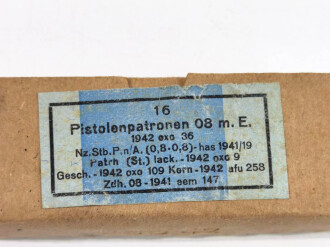 16
Pistolenpatronen 08 m. E.
1942 oxo 36
Nz.Stb.P.n/A. (0,8-0,8)-has 1941/19
Patrh (St.) lack.-1942 oxo 9
Gesch.-1942 oxo 109 Kern-1942 afu 258
Zdh. 08-1941 sem 147